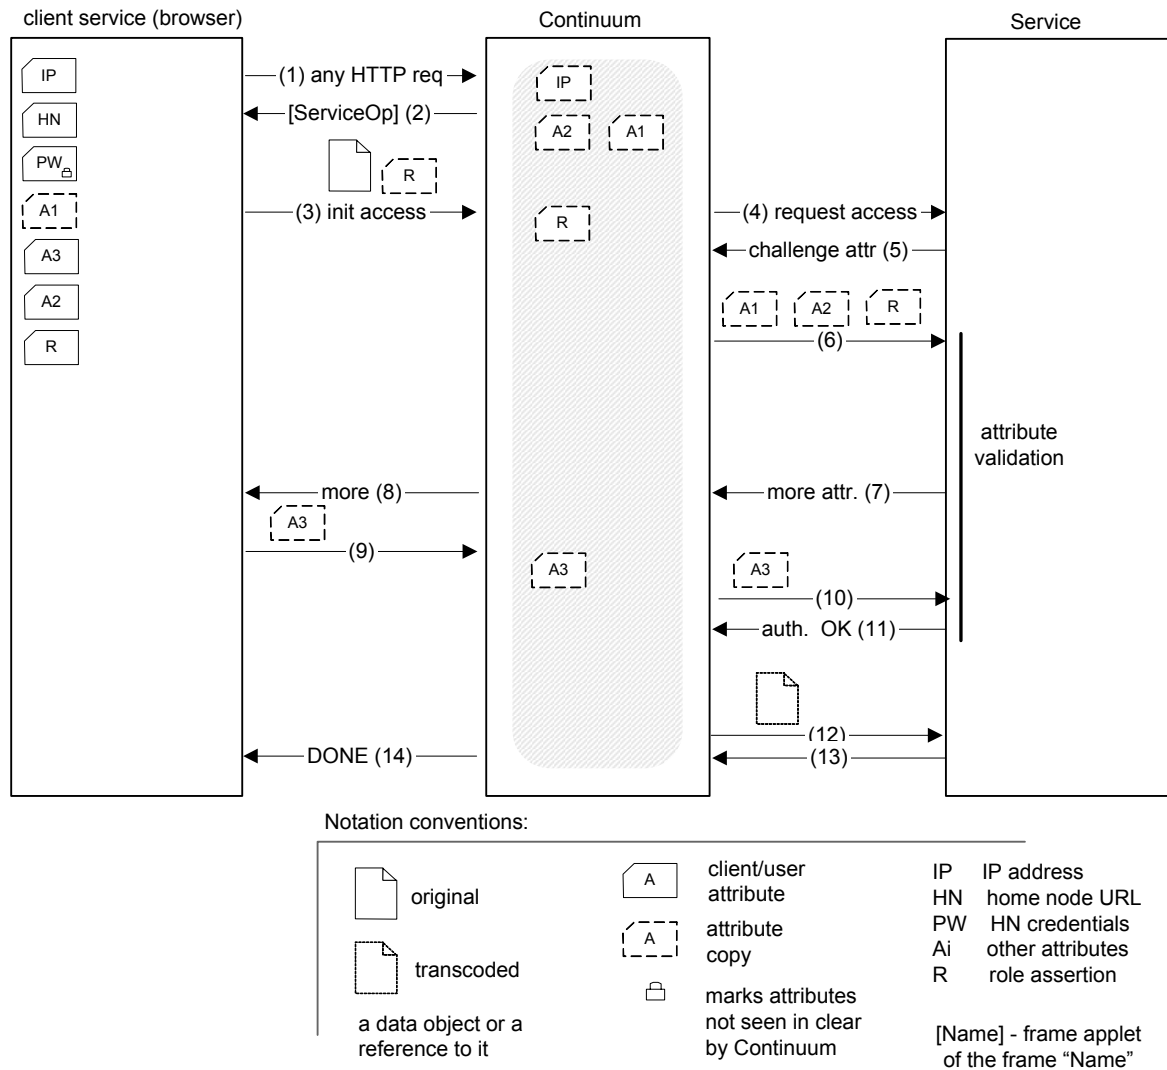 client service (browser)
Continuum
Service
IP
HN
PW
A1
A3
A2
R
(1) any HTTP req
[ServiceOp] (2)
R
(3) init access
IP
A2 A1
R
(4) request access
challenge attr (5)
A1 A2 R
(6)
attribute
validation
more (8)
more attr. (7)
A3
(9)
A3
A3
(10)
auth. OK (11)
(12)
DONE (14)
(13)
Notation conventions:
original
transcoded
a data object or a
reference to it
A
client/user
attribute
A
attribute
copy
marks attributes
not seen in clear
by Continuum
IP IP address
HN home node URL
PW HN credentials
Ai other attributes
R role assertion
[Name] - frame applet
of the frame “Name”